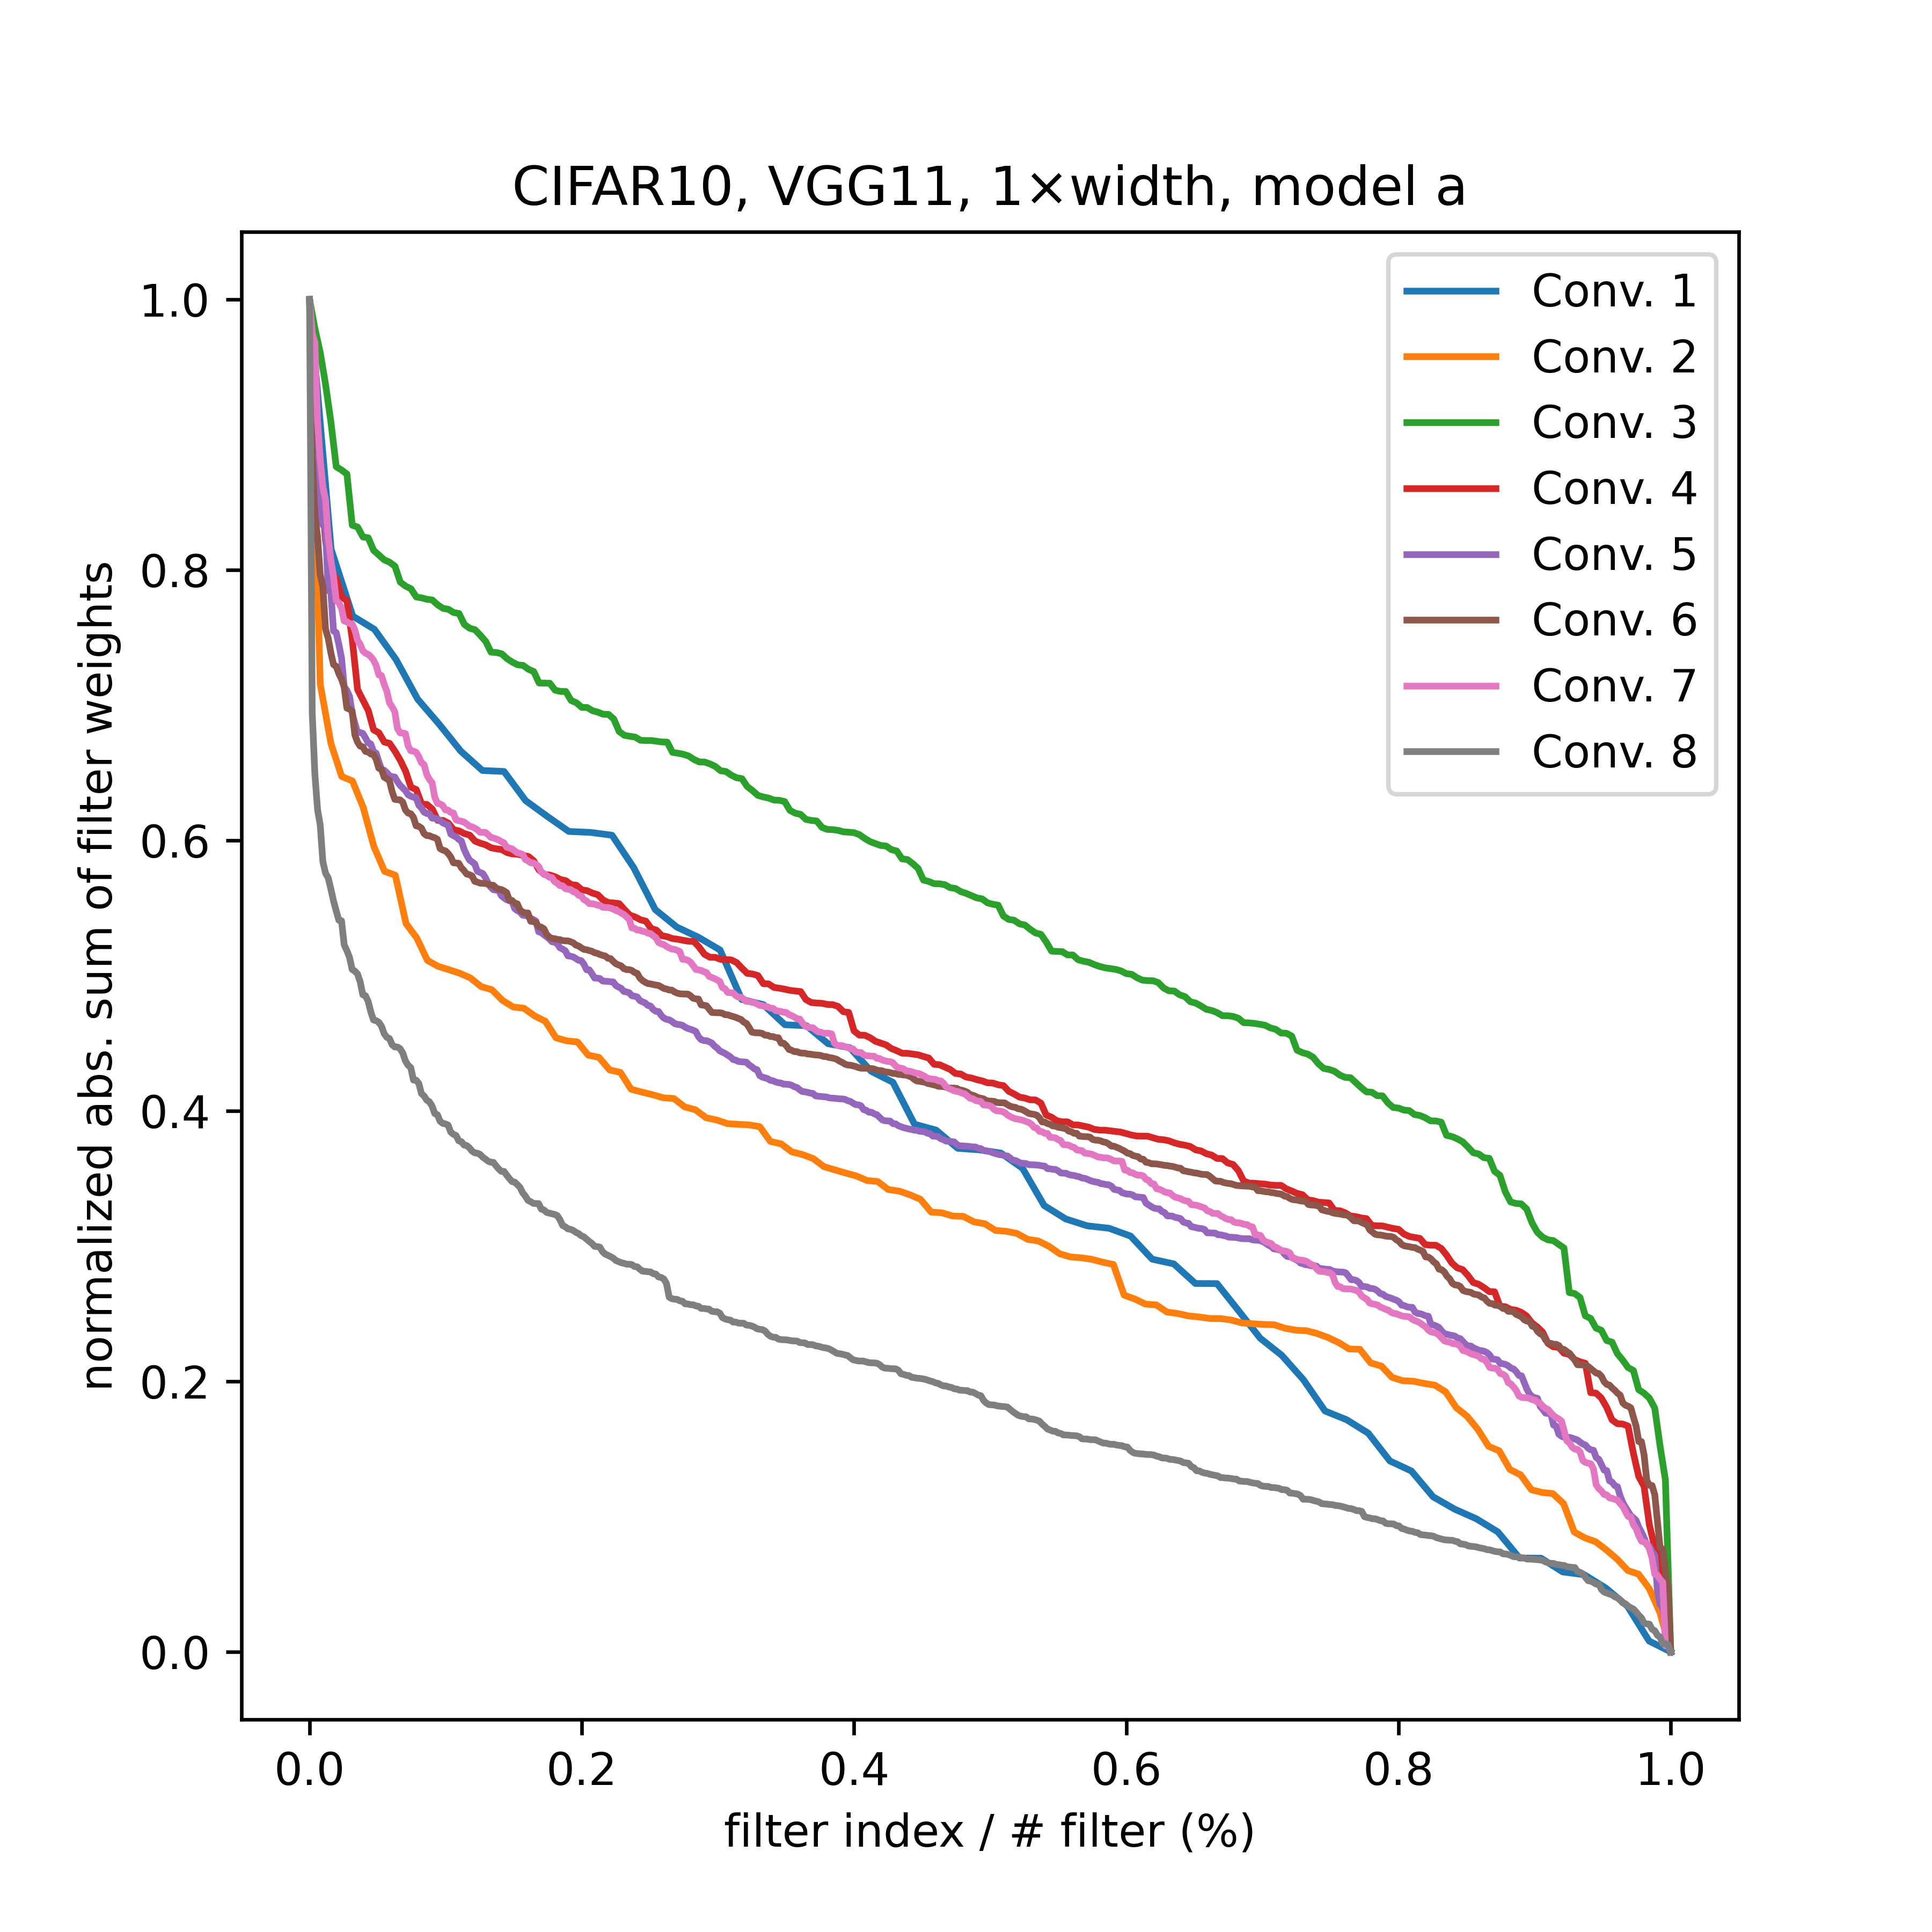 CIFAR10, VGG11, 1×width, model a
normalized abs. sum of filter weights
1.0
0.8
0.6
0.4
0.2
0.0
0.0 0.2 0.4 0.6 0.8 1.0
filter index / # filter (%)
Conv. 1
Conv. 2
Conv. 3
Conv. 4
Conv. 5
Conv. 6
Conv. 7
Conv. 8